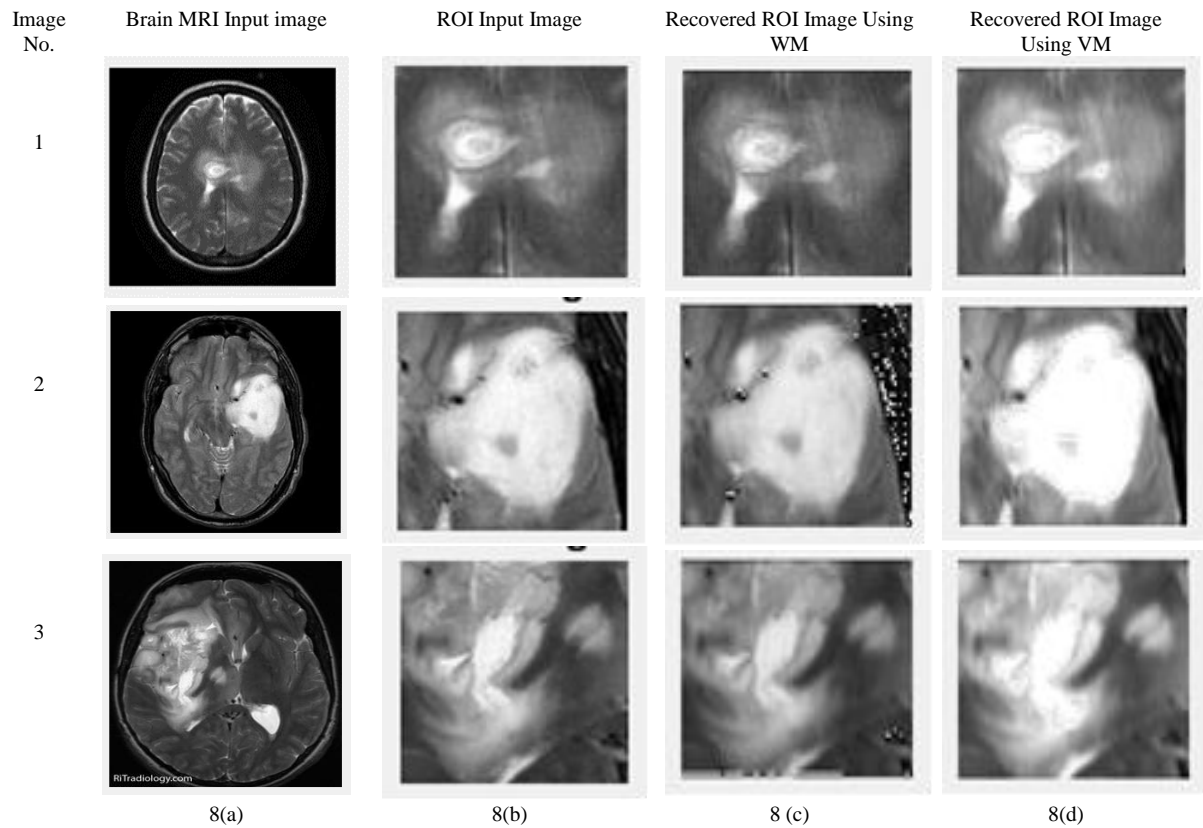 Image No.
Brain MRI Input image
ROI Input Image
Recovered ROI Image Using WM
Recovered ROI Image Using VM
1
2
3
RiTradiology.com
8(a)
8(b)
8 (c)
8(d)